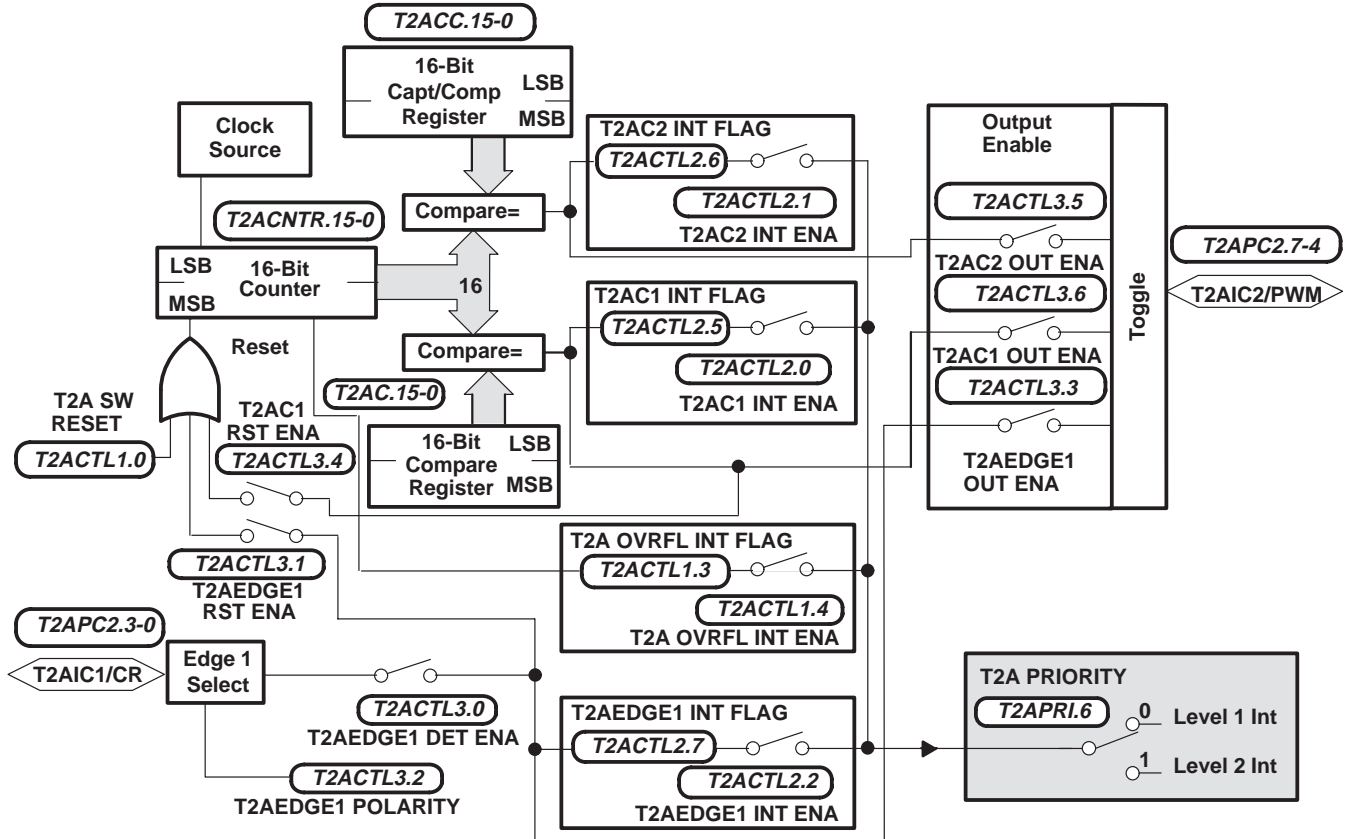 T2ACC.15-0
16-Bit
Capt/Comp
Register
LSB
MSB
Clock
Source
T2ACNTR.15-0
LSB
MSB
16-Bit
Counter
16
Compare=
Compare=
Reset
T2A SW
RESET
T2ACTL1.0
T2AC1
RST ENA
T2ACTL3.4
T2AC.15-0
16-Bit
Compare
Register
LSB
MSB
T2ACTL3.1
T2AEDGE1
RST ENA
T2APC2.3-0
T2AIC1/CR
Edge 1
Select
T2ACTL3.0
T2AEDGE1 DET ENA
T2ACTL3.2
T2AEDGE1 POLARITY
T2AC2 INT FLAG
T2ACTL2.6
T2ACTL2.1
T2AC2 INT ENA
T2AC1 INT FLAG
T2ACTL2.5
T2ACTL2.0
T2AC1 INT ENA
T2A OVRFL INT FLAG
T2ACTL1.3
T2ACTL1.4
T2A OVRFL INT ENA
T2AEDGE1 INT FLAG
T2ACTL2.7
T2ACTL2.2
T2AEDGE1 INT ENA
Output
Enable
T2ACTL3.5
T2AC2 OUT ENA
T2ACTL3.6
T2AC1 OUT ENA
T2ACTL3.3
T2AEDGE1
OUT ENA
Toggle
T2APC2.7-4
T2AIC2/PWM
T2A PRIORITY
T2APRI.6
0 Level 1 Int
1 Level 2 Int